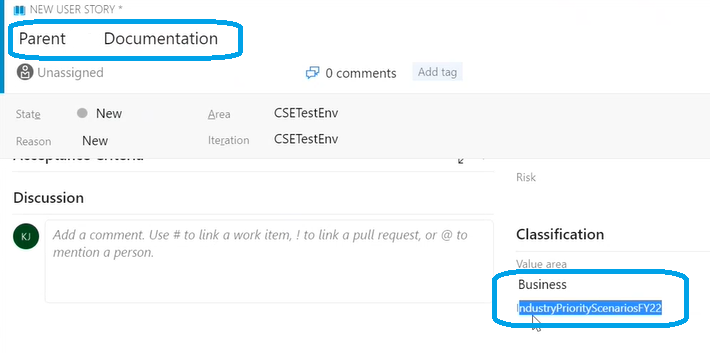 NEW USER STORY *
Parent Documentation
Unassigned
0 comments
Add tag
State New
Area CSETestEnv
Reason New
Iteration CSETestEnv
Acceptance Criteria
Risk
Discussion
KJ
Add a comment. Use # to link a work item, ! to link a pull request, or @ to
mention a person.
Classification
Value area
Business
IndustryPriorityScenariosFY22